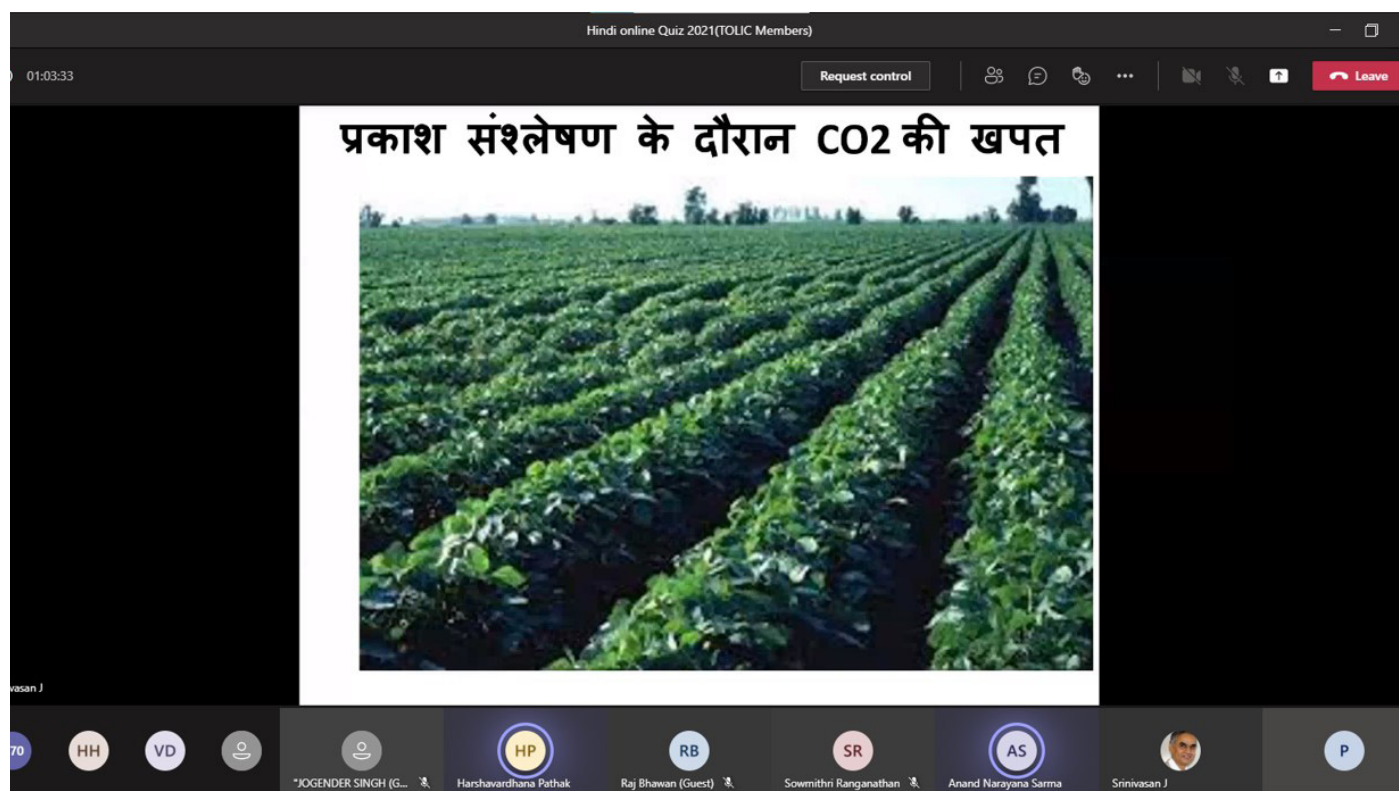 Hindi online Quiz 2021(TOLIC Members)
01:03:33
Request control
Leave
प्रकाश संश्लेषण के दौरान CO2 की खपत
vasan J
70
HH
VD
HP
RB
SR
AS
P
"JOGENDER SINGH (G...
Harshavardhana Pathak
Raj Bhawan (Guest)
Sowmithri Ranganathan
Anand Narayana Sarma
Srinivasan J